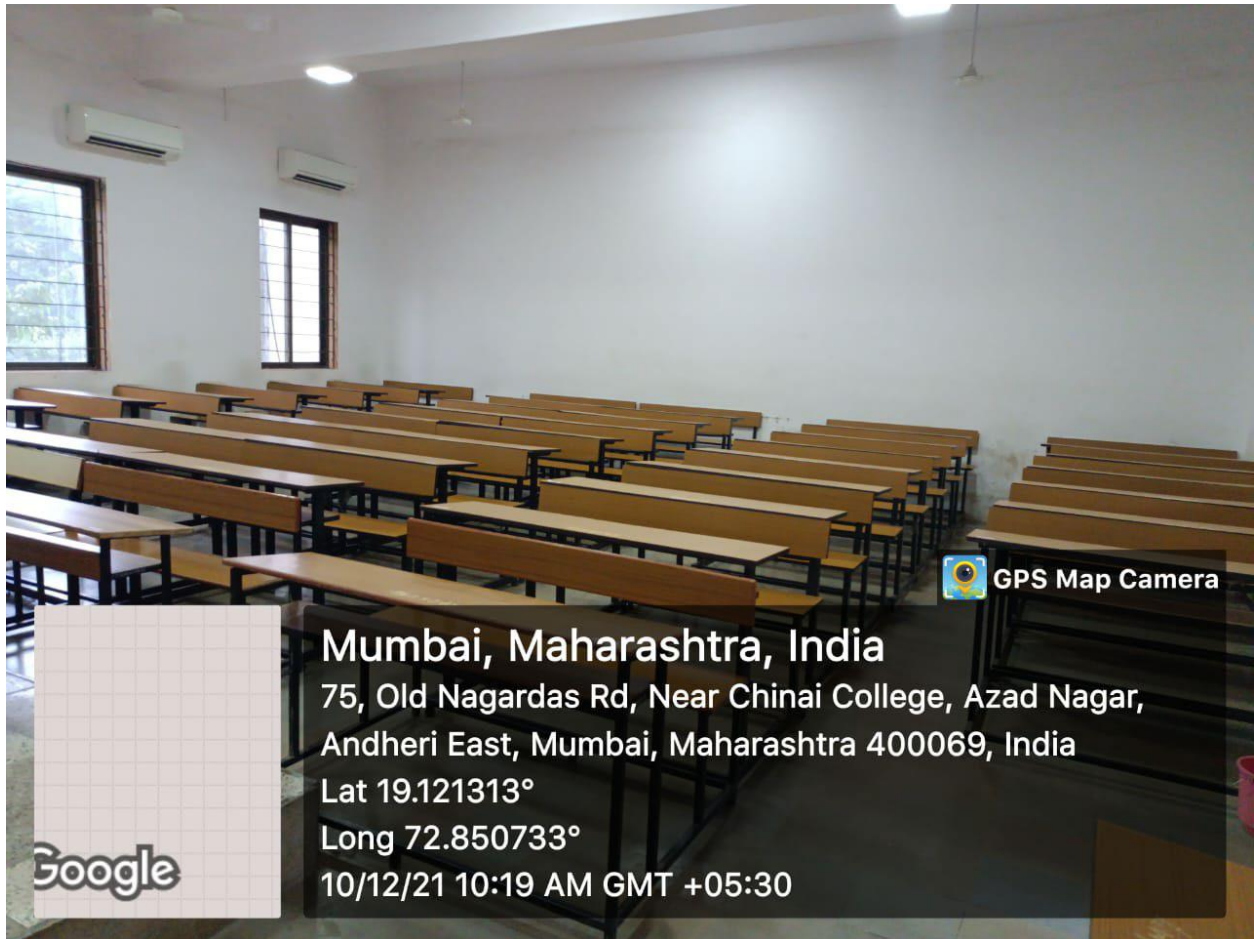 GPS Map Camera
Mumbai, Maharashtra, India
75, Old Nagardas Rd, Near Chinai College, Azad Nagar,
Andheri East, Mumbai, Maharashtra 400069, India
Lat 19.121313°
Long 72.850733°
10/12/21 10:19 AM GMT +05:30
Google